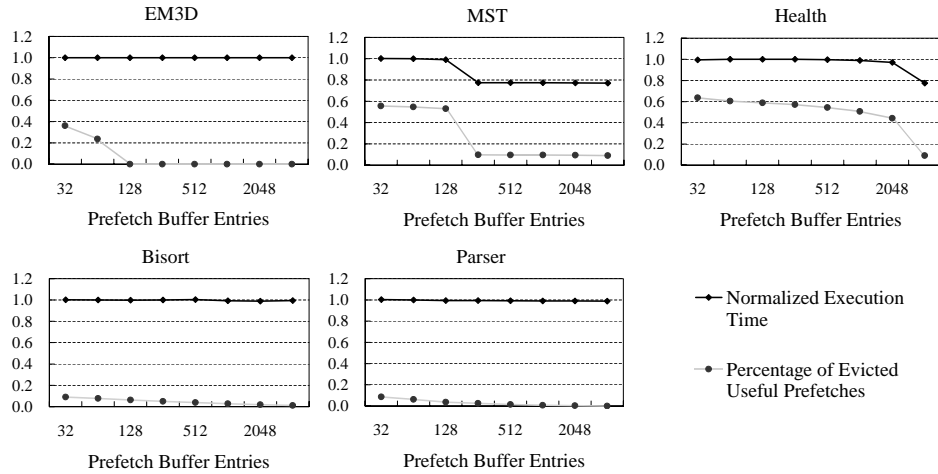 EM3D
1.2
1.0
0.8
0.6
0.4
0.2
0.0
32 128 512 2048
Prefetch Buffer Entries
MST
1.2
1.0
0.8
0.6
0.4
0.2
0.0
32 128 512 2048
Prefetch Buffer Entries
Health
1.2
1.0
0.8
0.6
0.4
0.2
0.0
32 128 512 2048
Prefetch Buffer Entries
Bisort
1.2
1.0
0.8
0.6
0.4
0.2
0.0
32 128 512 2048
Prefetch Buffer Entries
Parser
1.2
1.0
0.8
0.6
0.4
0.2
0.0
32 128 512 2048
Prefetch Buffer Entries
Normalized Execution
Time
Percentage of Evicted
Useful Prefetches